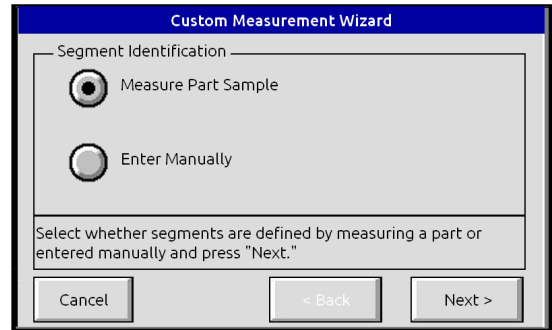 Custom Measurement Wizard
Segment Identification
Measure Part Sample
Enter Manually
Select whether segments are defined by measuring a part or
entered manually and press "Next."
Cancel
< Back
Next >